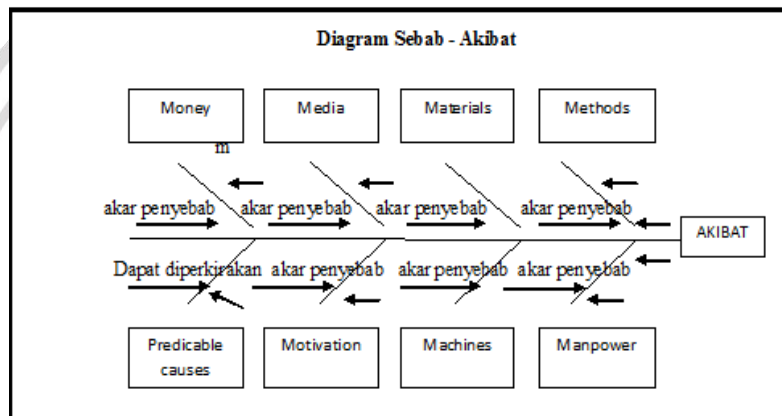 Diagram Sebab - Akibat
Money
Media
Materials
Methods
m
akar penyebab
akar penyebab
akar penyebab
akar penyebab
AKIBAT
Dapat diperkirakan
akar penyebab
akar penyebab
akar penyebab
Predicable
causes
Motivation
Machines
Manpower